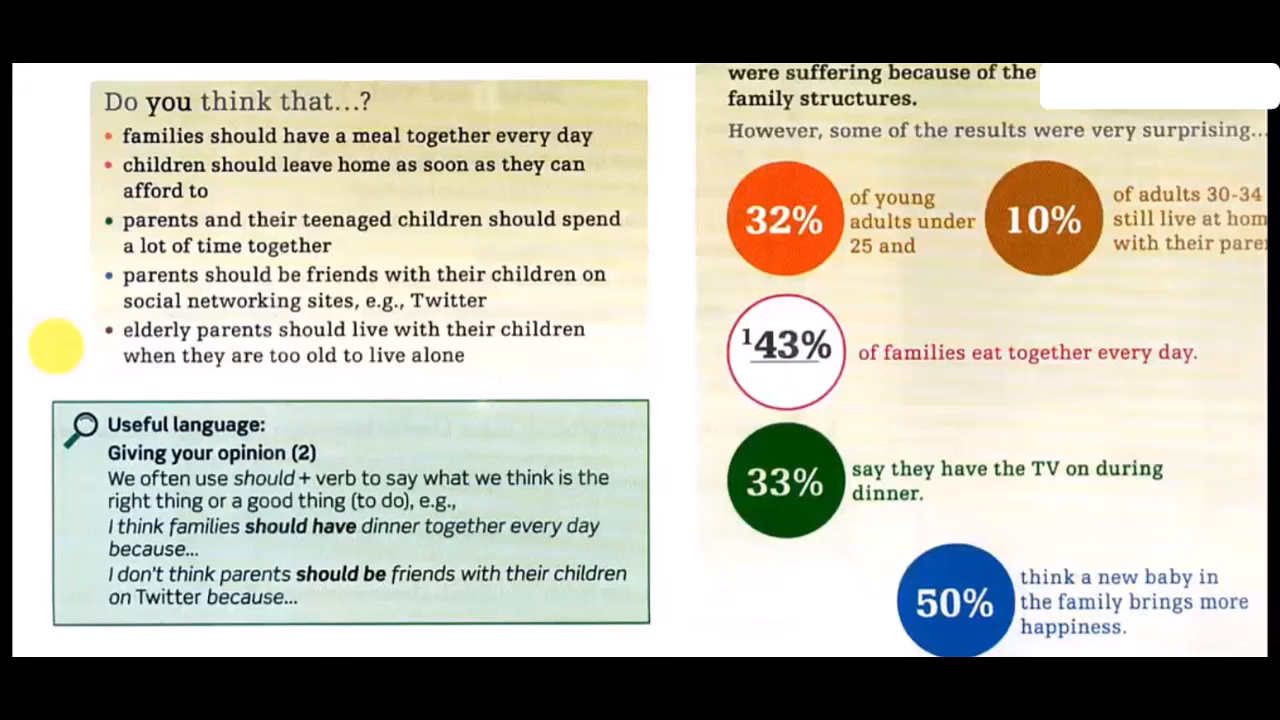 Do you think that...?
• families should have a meal together every day
• children should leave home as soon as they can
afford to
• parents and their teenaged children should spend
a lot of time together
• parents should be friends with their children on
social networking sites, e.g., Twitter
• elderly parents should live with their children
when they are too old to live alone
Useful language:
Giving your opinion (2)
We often use should + verb to say what we think is the
right thing or a good thing (to do), e.g.,
I think families should have dinner together every day
because...
I don't think parents should be friends with their children
on Twitter because...
were suffering because of the
family structures.
However, some of the results were very surprising...
32%
of young
adults under
25 and
10%
of adults 30-34
still live at
with their
¹43%
of families eat together every day.
33%
say they have the TV on during
dinner.
50%
think a new baby in
the family brings more
happiness.